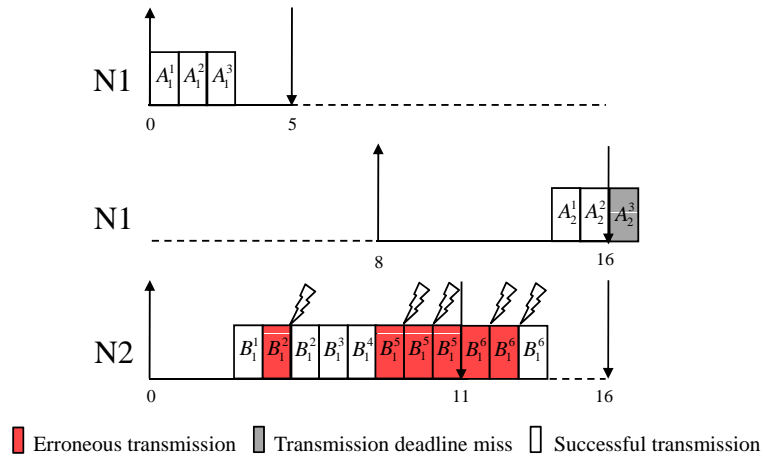 N1
A₁¹ A₁² A₁³
0 5
N1
A₂¹ A₂² A₂³
8 16
N2
B₁¹ B₁² B₁² B₁³ B₁⁴ B₁⁵ B₁⁵ B₁⁵ B₁⁶ B₁⁶ B₁⁶
0 11 16
Erroneous transmission Transmission deadline miss Successful transmission